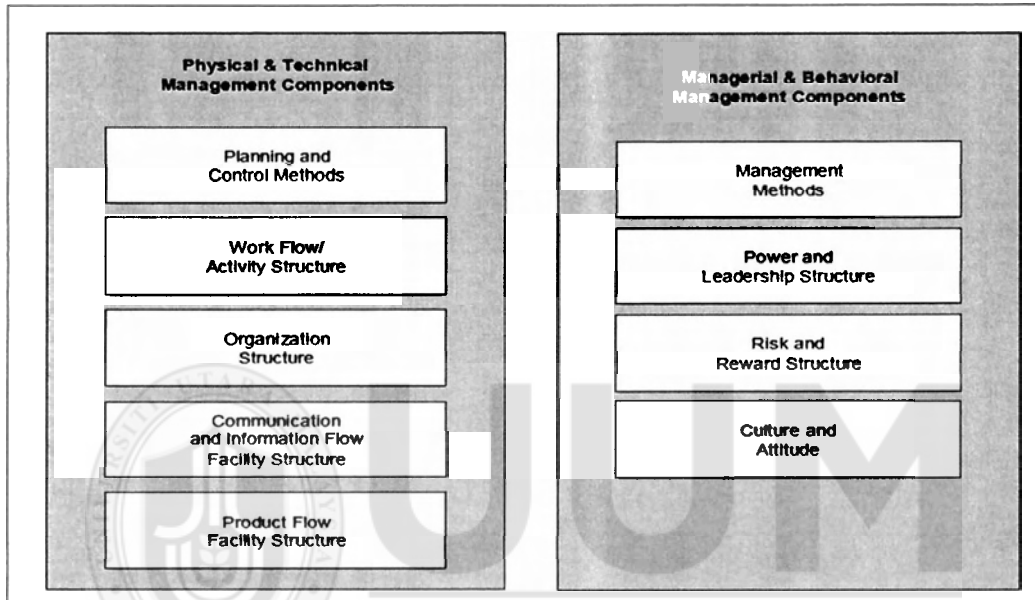 Physical & Technical
Management Components
Planning and
Control Methods
Work Flow/
Activity Structure
Organization
Structure
Communication
and Information Flow
Facility Structure
Product Flow
Facility Structure
Managerial & Behavioral
Management Components
Management
Methods
Power and
Leadership Structure
Risk and
Reward Structure
Culture and
Attitude
UUM